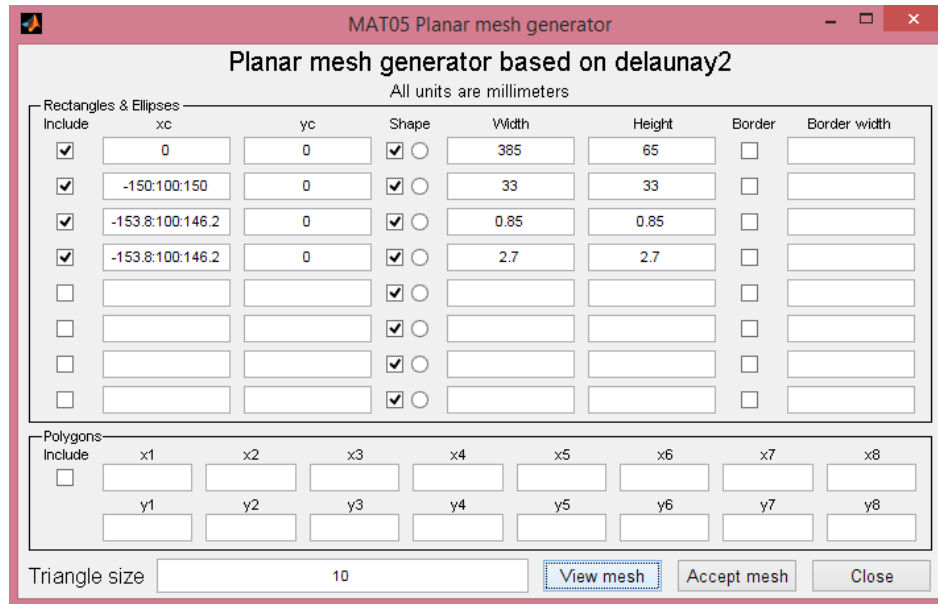 MAT05 Planar mesh generator
Planar mesh generator based on delaunay2
All units are millimeters
Rectangles & Ellipses
Include xc yc Shape Width Height Border Border width
0 0 385 65
-150:100:150 0 33 33
-153.8:100:146.2 0 0.85 0.85
-153.8:100:146.2 0 2.7 2.7
Polygons
Include x1 x2 x3 x4 x5 x6 x7 x8
y1 y2 y3 y4 y5 y6 y7 y8
Triangle size 10 View mesh Accept mesh Close